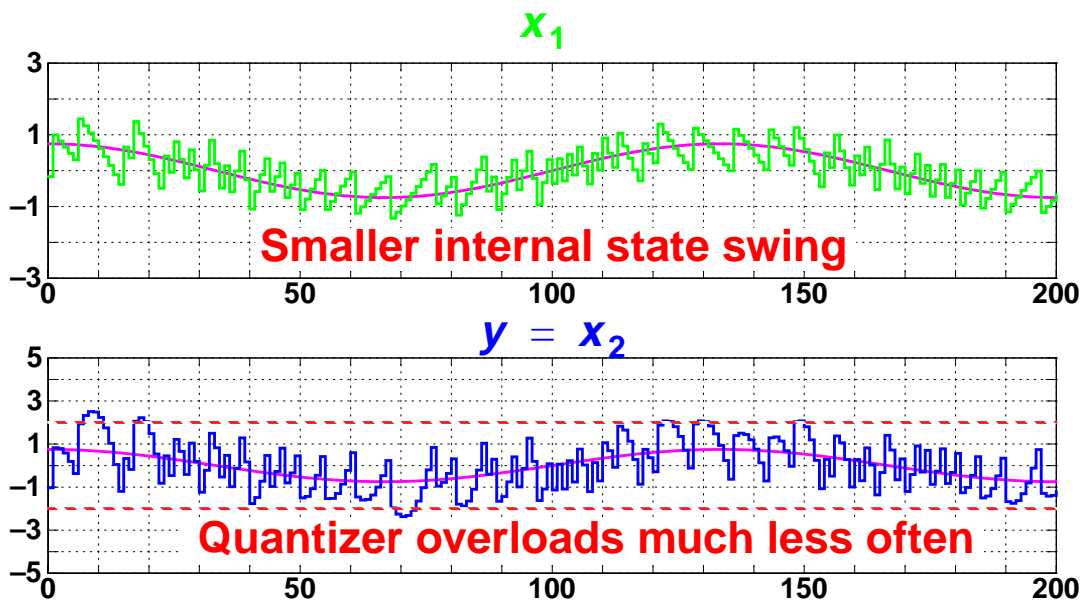 x1
3
1
–1
–3
Smaller internal state swing
0 50 100 150 200
y = x2
5
3
1
–1
–3
–5
Quantizer overloads much less often
0 50 100 150 200